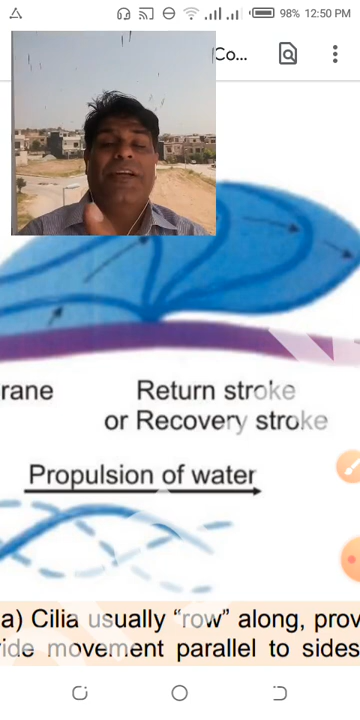 98% 12:50 PM
Co...
rane
Return stroke
or Recovery stroke
Propulsion of water
a) Cilia usually “row” along, prov
ide movement parallel to sides